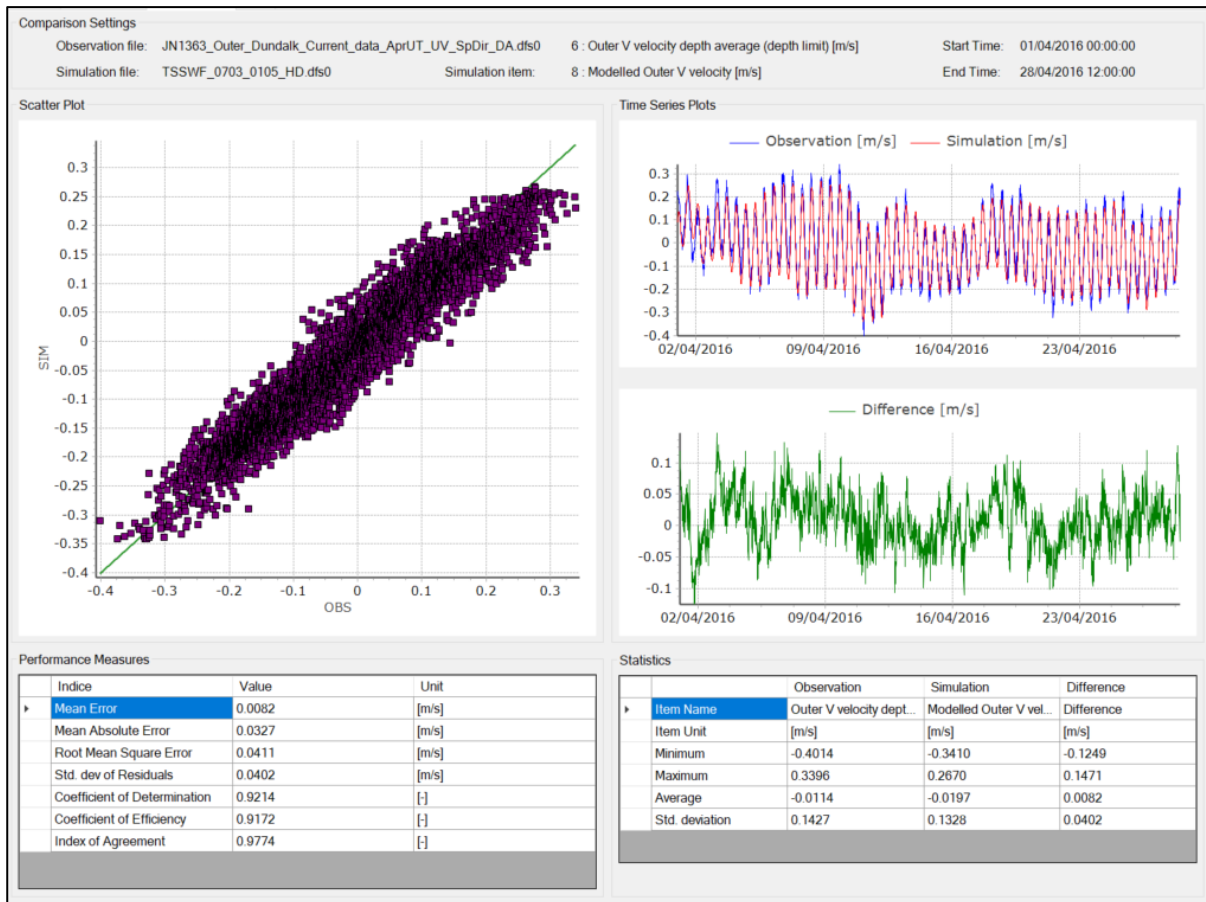 Comparison Settings
Observation file: JN1363_Outer_Dundalk_Current_data_AprUT_UV_SpDir_DA.dfs0 6 : Outer V velocity depth average (depth limit) [m/s] Start Time: 01/04/2016 00:00:00
Simulation file: TSSWF_0703_0105_HD.dfs0 Simulation item: 8 : Modelled Outer V velocity [m/s] End Time: 28/04/2016 12:00:00
Scatter Plot
0.3
0.25
0.2
0.15
0.1
0.05
0
-0.05
-0.1
-0.15
-0.2
-0.25
-0.3
-0.35
-0.4
SIM
-0.4 -0.3 -0.2 -0.1 0 0.1 0.2 0.3
OBS
Time Series Plots
Observation [m/s] Simulation [m/s]
0.3
0.2
0.1
0
-0.1
-0.2
-0.3
-0.4
02/04/2016 09/04/2016 16/04/2016 23/04/2016
Difference [m/s]
0.1
0.05
0
-0.05
-0.1
02/04/2016 09/04/2016 16/04/2016 23/04/2016
Performance Measures
Indice Value Unit
Mean Error 0.0082 [m/s]
Mean Absolute Error 0.0327 [m/s]
Root Mean Square Error 0.0411 [m/s]
Std. dev of Residuals 0.0402 [m/s]
Coefficient of Determination 0.9214 [-]
Coefficient of Efficiency 0.9172 [-]
Index of Agreement 0.9774 [-]
Statistics
Observation Simulation Difference
Item Name Outer V velocity dept... Modelled Outer V vel... Difference
Item Unit [m/s] [m/s] [m/s]
Minimum -0.4014 -0.3410 -0.1249
Maximum 0.3396 0.2670 0.1471
Average -0.0114 -0.0197 0.0082
Std. deviation 0.1427 0.1328 0.0402